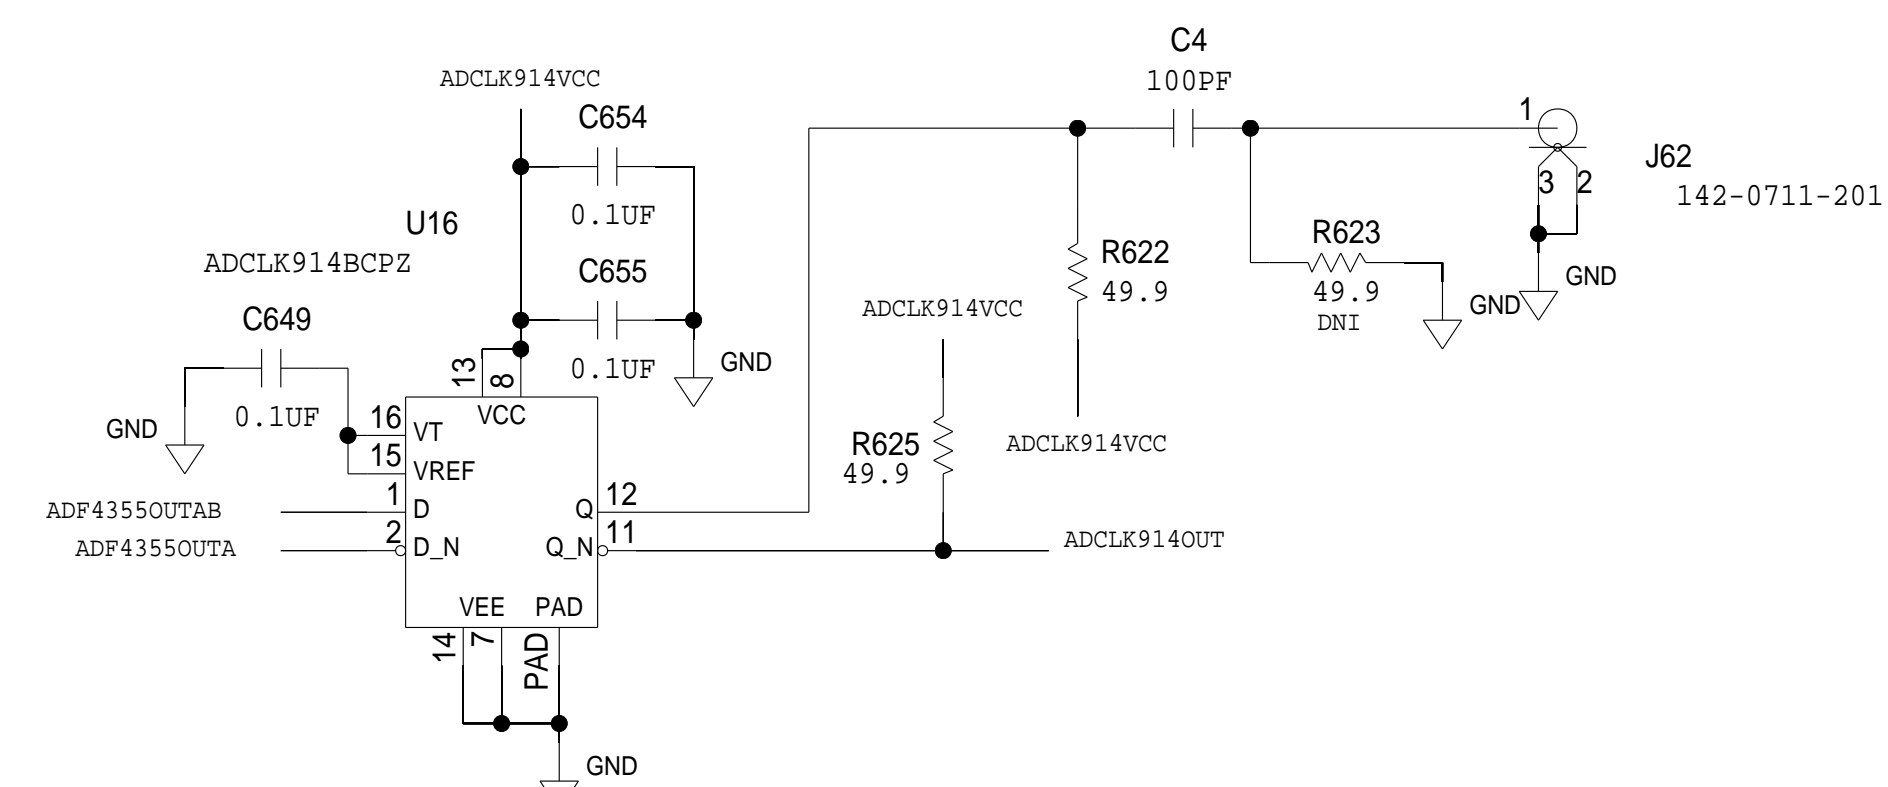 C4
100PF
ADCLK914VCC
C654
0.1UF
1
J62
3
2
142-0711-201
U16
ADCLK914BCPZ
R622
49.9
R623
49.9
DNI
GND
GND
C655
0.1UF
ADCLK914VCC
C649
0.1UF
GND
GND
13
8
VCC
16
VT
15
VREF
R625
49.9
ADCLK914VCC
ADF4355OUTAB
1
D
Q
12
ADF4355OUTA
2
D_N
Q_N
11
ADCLK914OUT
VEE
PAD
14
7
PAD
GND